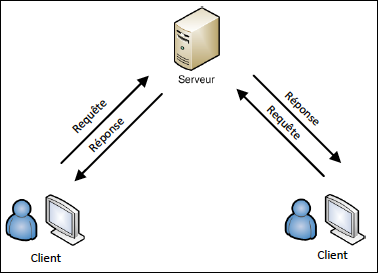 Serveur
Requête
Réponse
Réponse
Requête
Client
Client